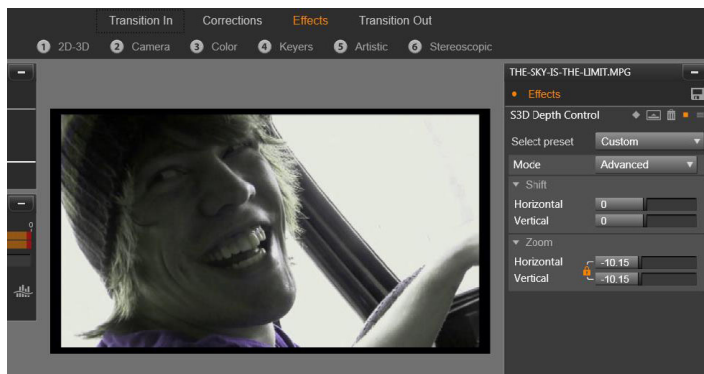 Transition In Corrections Effects Transition Out
1 2D-3D 2 Camera 3 Color 4 Keyers 5 Artistic 6 Stereoscopic
THE-SKY-IS-THE-LIMIT.MPG
Effects
S3D Depth Control
Select preset Custom
Mode Advanced
Shift
Horizontal 0
Vertical 0
Zoom
Horizontal -10.15
Vertical -10.15
0